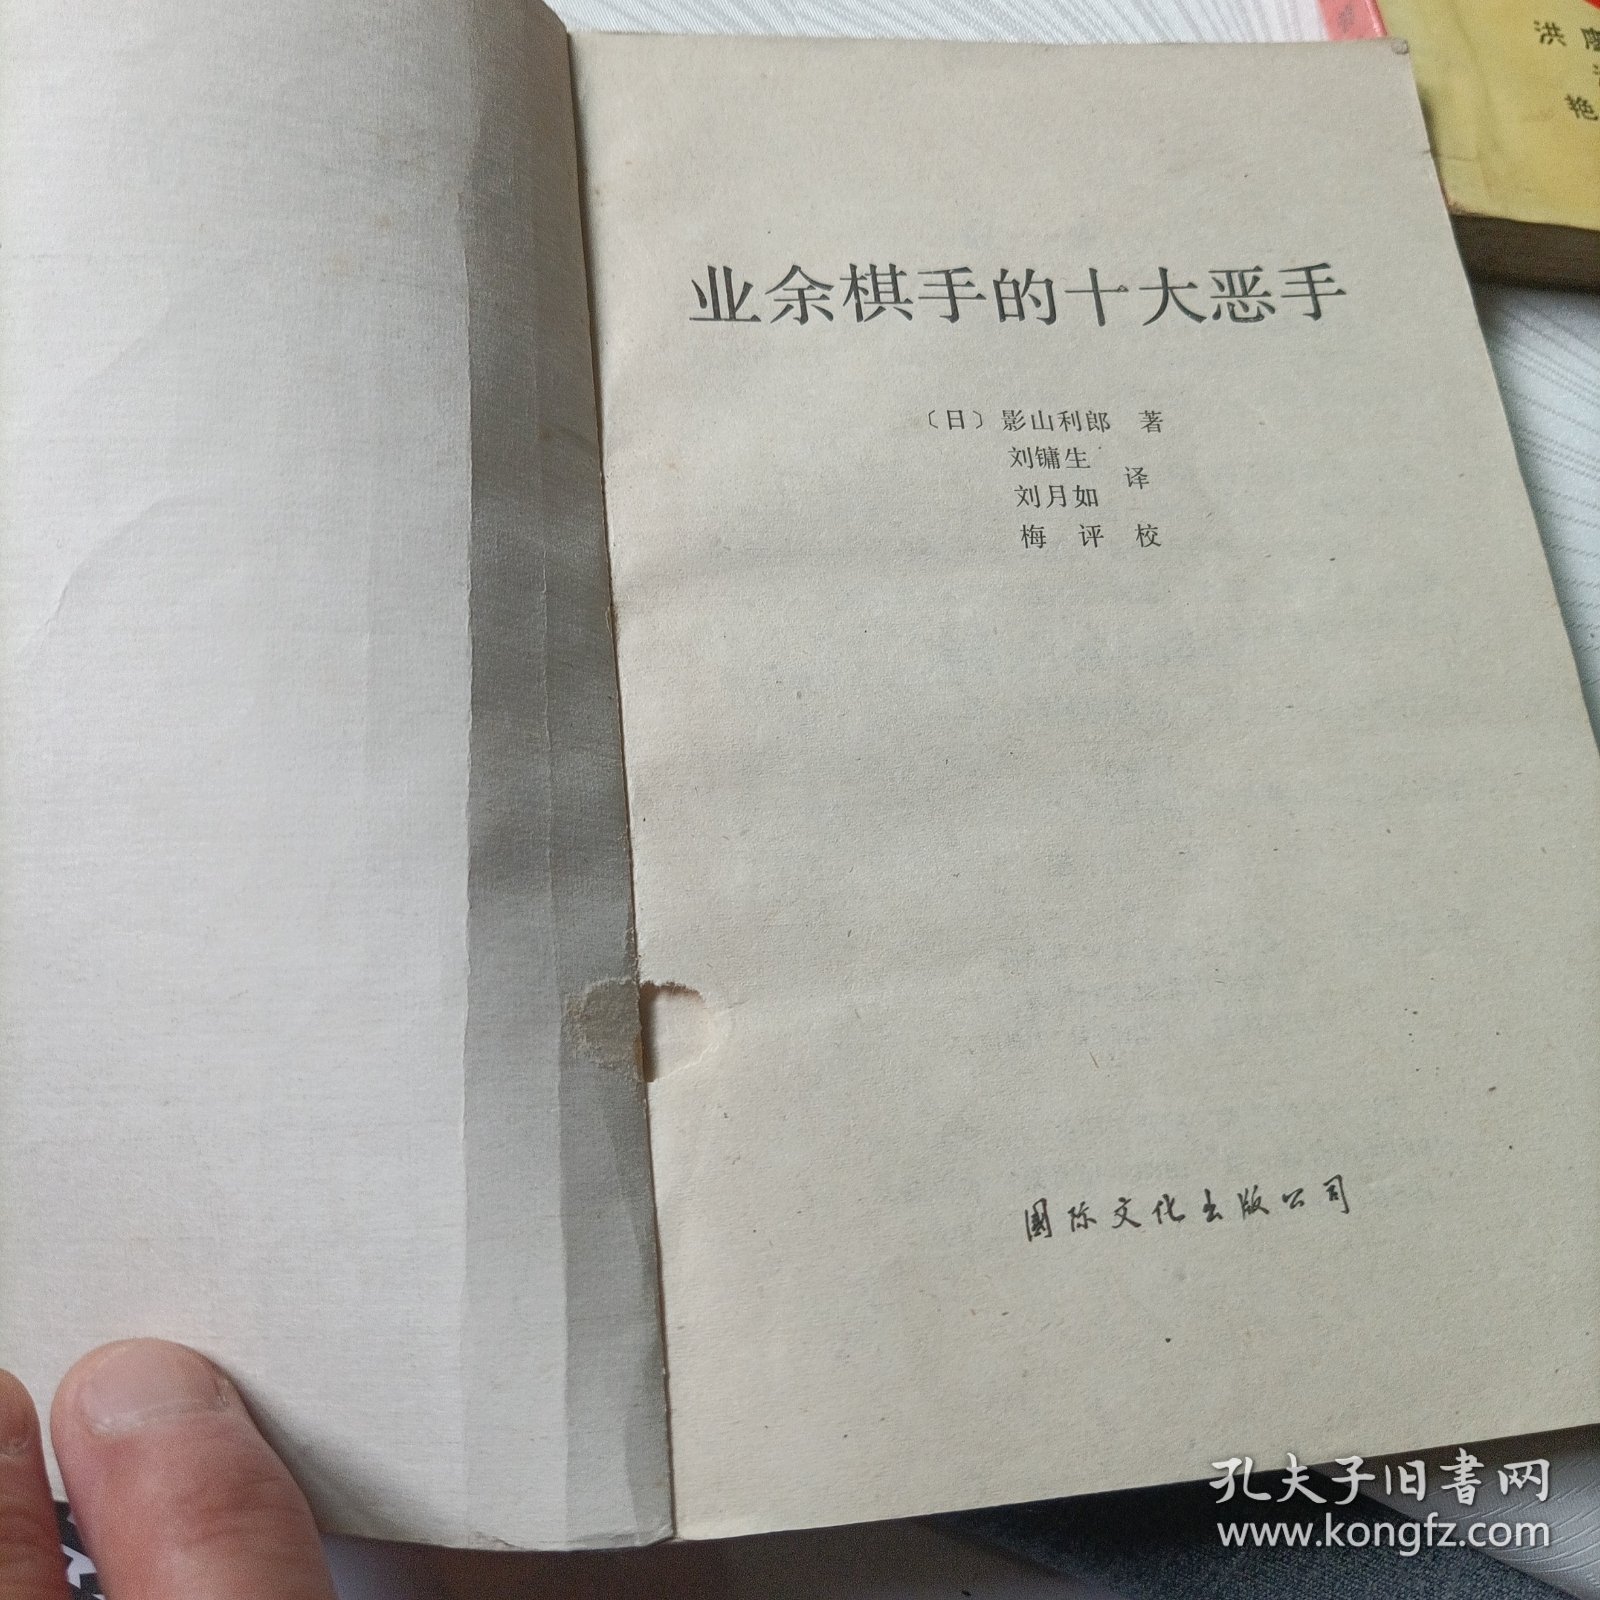 业余棋手的十大恶手
〔日〕影山利郎 著
刘镛生
刘月如
译
梅评校
国际文化出版公司
洪
艳
孔夫子旧书网
www.kongfz.com